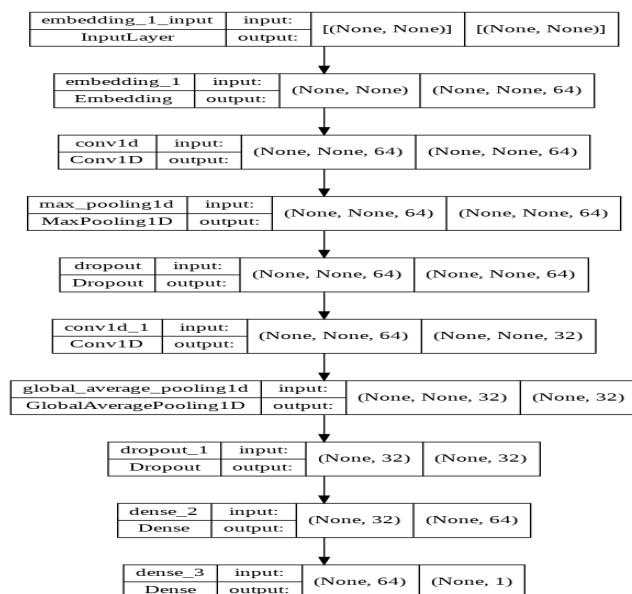 embedding_1_input input: [(None, None)] [(None, None)]
InputLayer output:
embedding_1 input: (None, None) (None, None, 64)
Embedding output:
conv1d input: (None, None, 64) (None, None, 64)
Conv1D output:
max_pooling1d input: (None, None, 64) (None, None, 64)
MaxPooling1D output:
dropout input: (None, None, 64) (None, None, 64)
Dropout output:
conv1d_1 input: (None, None, 64) (None, None, 32)
Conv1D output:
global_average_pooling1d input: (None, None, 32) (None, 32)
GlobalAveragePooling1D output:
dropout_1 input: (None, 32) (None, 32)
Dropout output:
dense_2 input: (None, 32) (None, 64)
Dense output:
dense_3 input: (None, 64) (None, 1)
Dense output: